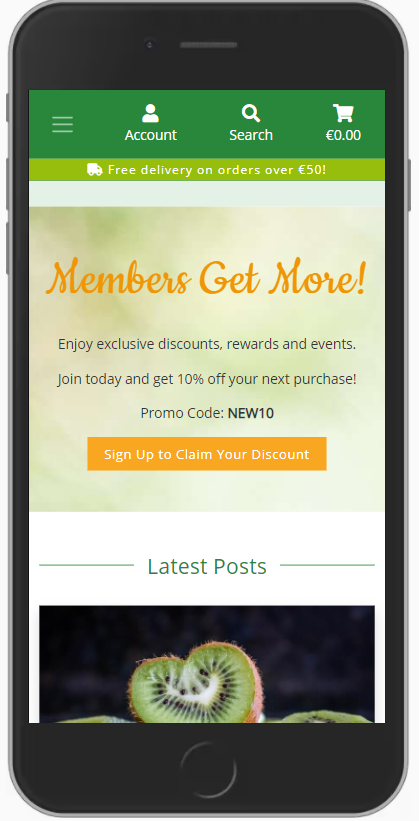 Account Search €0.00
Free delivery on orders over €50!
Members Get More!
Enjoy exclusive discounts, rewards and events.
Join today and get 10% off your next purchase!
Promo Code: NEW10
Sign Up to Claim Your Discount
Latest Posts